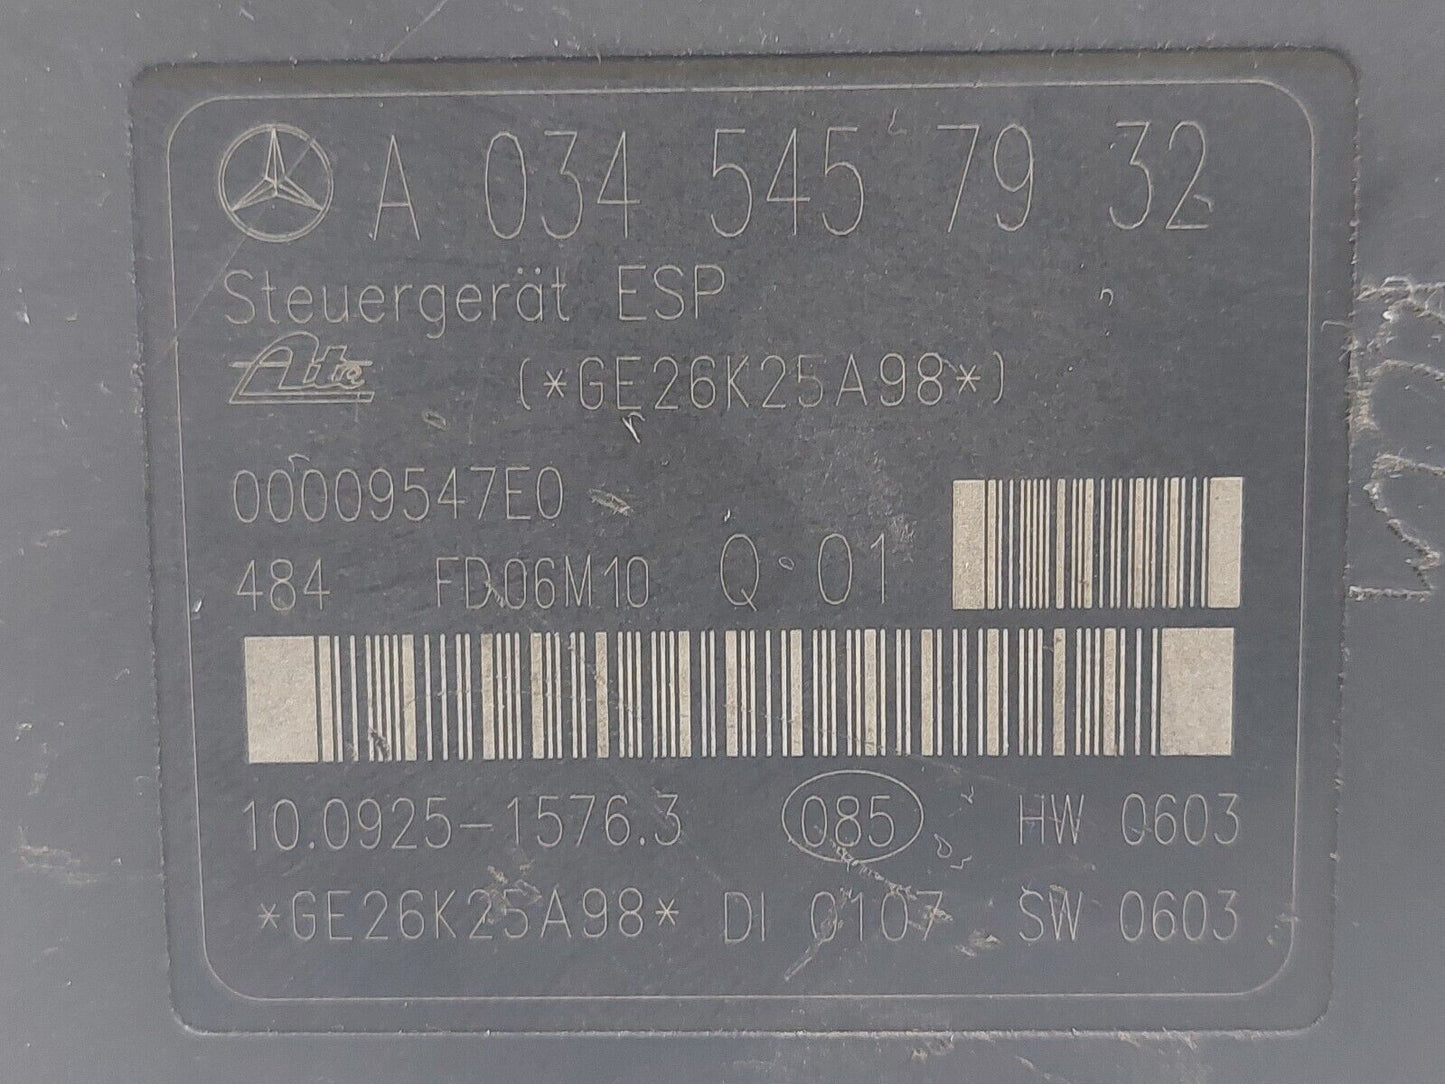 A 034 545 79 32
Steuergerät ESP
Ate (*GE26K25A98*)
00009547E0
484 FD06M10 Q 01
10.0925-1576.3 085 HW 0603
*GE26K25A98* DI 0107 SW 0603